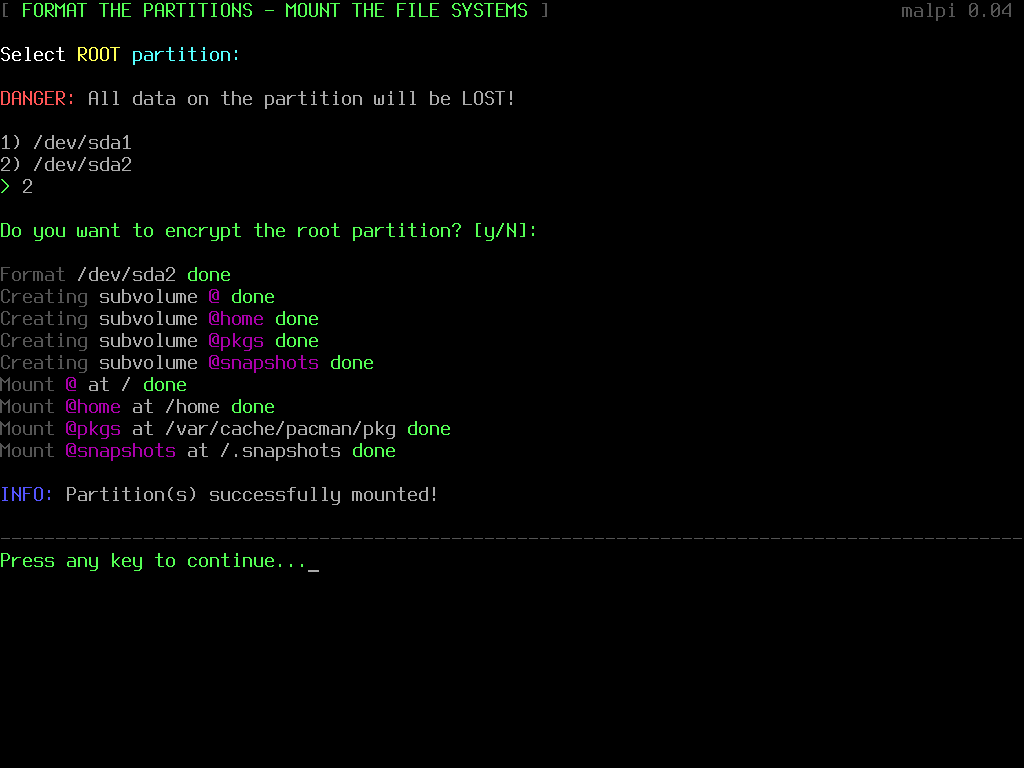 [ FORMAT THE PARTITIONS - MOUNT THE FILE SYSTEMS ] malpi 0.04
Select ROOT partition:
DANGER: All data on the partition will be LOST!
1) /dev/sda1
2) /dev/sda2
> 2
Do you want to encrypt the root partition? [y/N]:
Format /dev/sda2 done
Creating subvolume @ done
Creating subvolume @home done
Creating subvolume @pkgs done
Creating subvolume @snapshots done
Mount @ at / done
Mount @home at /home done
Mount @pkgs at /var/cache/pacman/pkg done
Mount @snapshots at /.snapshots done
INFO: Partition(s) successfully mounted!
Press any key to continue..._